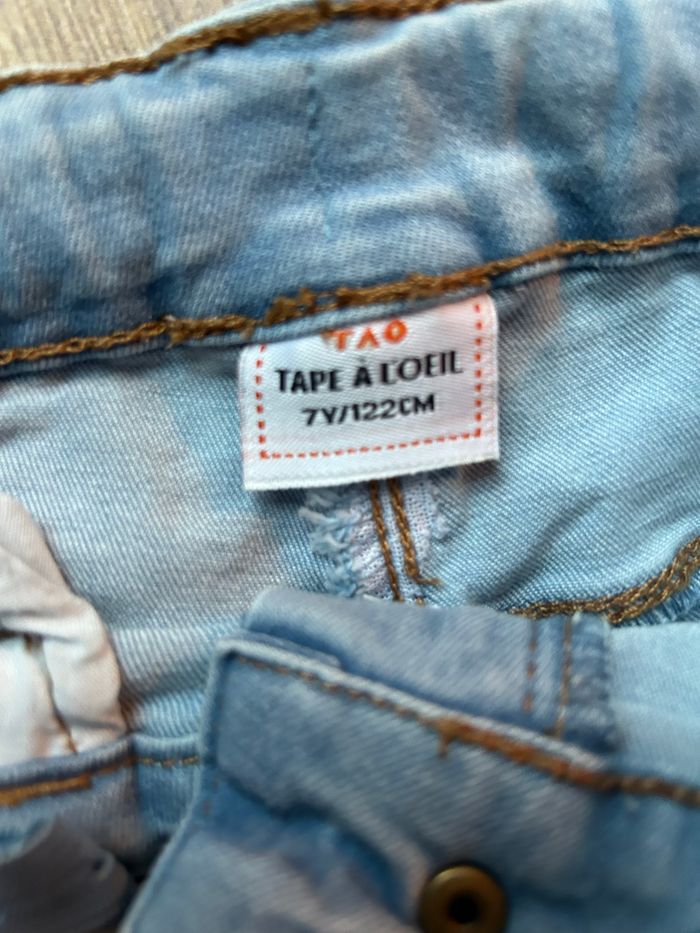 TAO
TAPE À L'OEIL
7Y/122CM